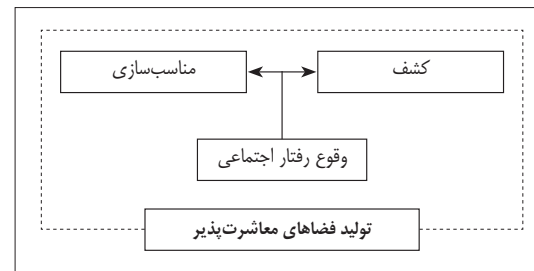 کشف
مناسب‌سازی
وقوع رفتار اجتماعی
تولید فضاهای معاشرت‌پذیر